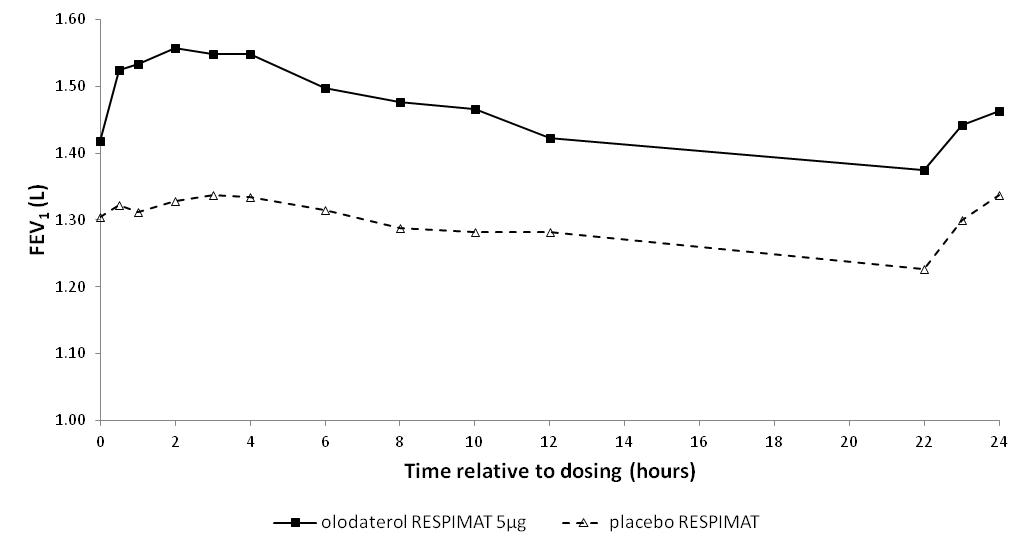 1.60
1.50
1.40
1.30
1.20
1.10
1.00
FEV1 (L)
0 2 4 6 8 10 12 14 16 18 20 22 24
Time relative to dosing (hours)
olodaterol RESPIMAT 5µg placebo RESPIMAT